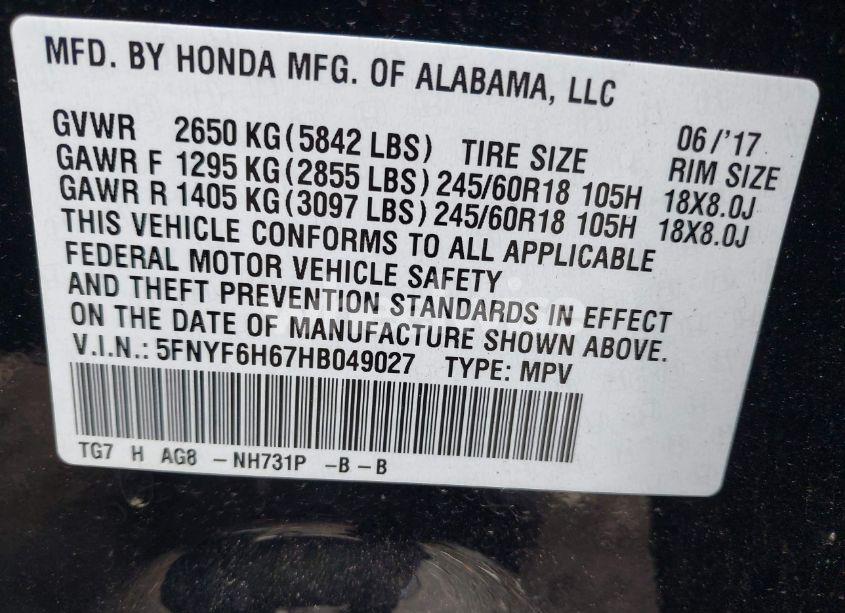 MFD. BY HONDA MFG. OF ALABAMA, LLC
06/'17
GVWR 2650 KG(5842 LBS) TIRE SIZE RIM SIZE
GAWR F 1295 KG(2855 LBS) 245/60R18 105H 18X8.0J
GAWR R 1405 KG(3097 LBS) 245/60R18 105H 18X8.0J
THIS VEHICLE CONFORMS TO ALL APPLICABLE
FEDERAL MOTOR VEHICLE SAFETY
AND THEFT PREVENTION STANDARDS IN EFFECT
ON THE DATE OF MANUFACTURE SHOWN ABOVE.
V.I.N.: 5FNYF6H67HB049027 TYPE: MPV
TG7 H AG8 -NH731P -B-B